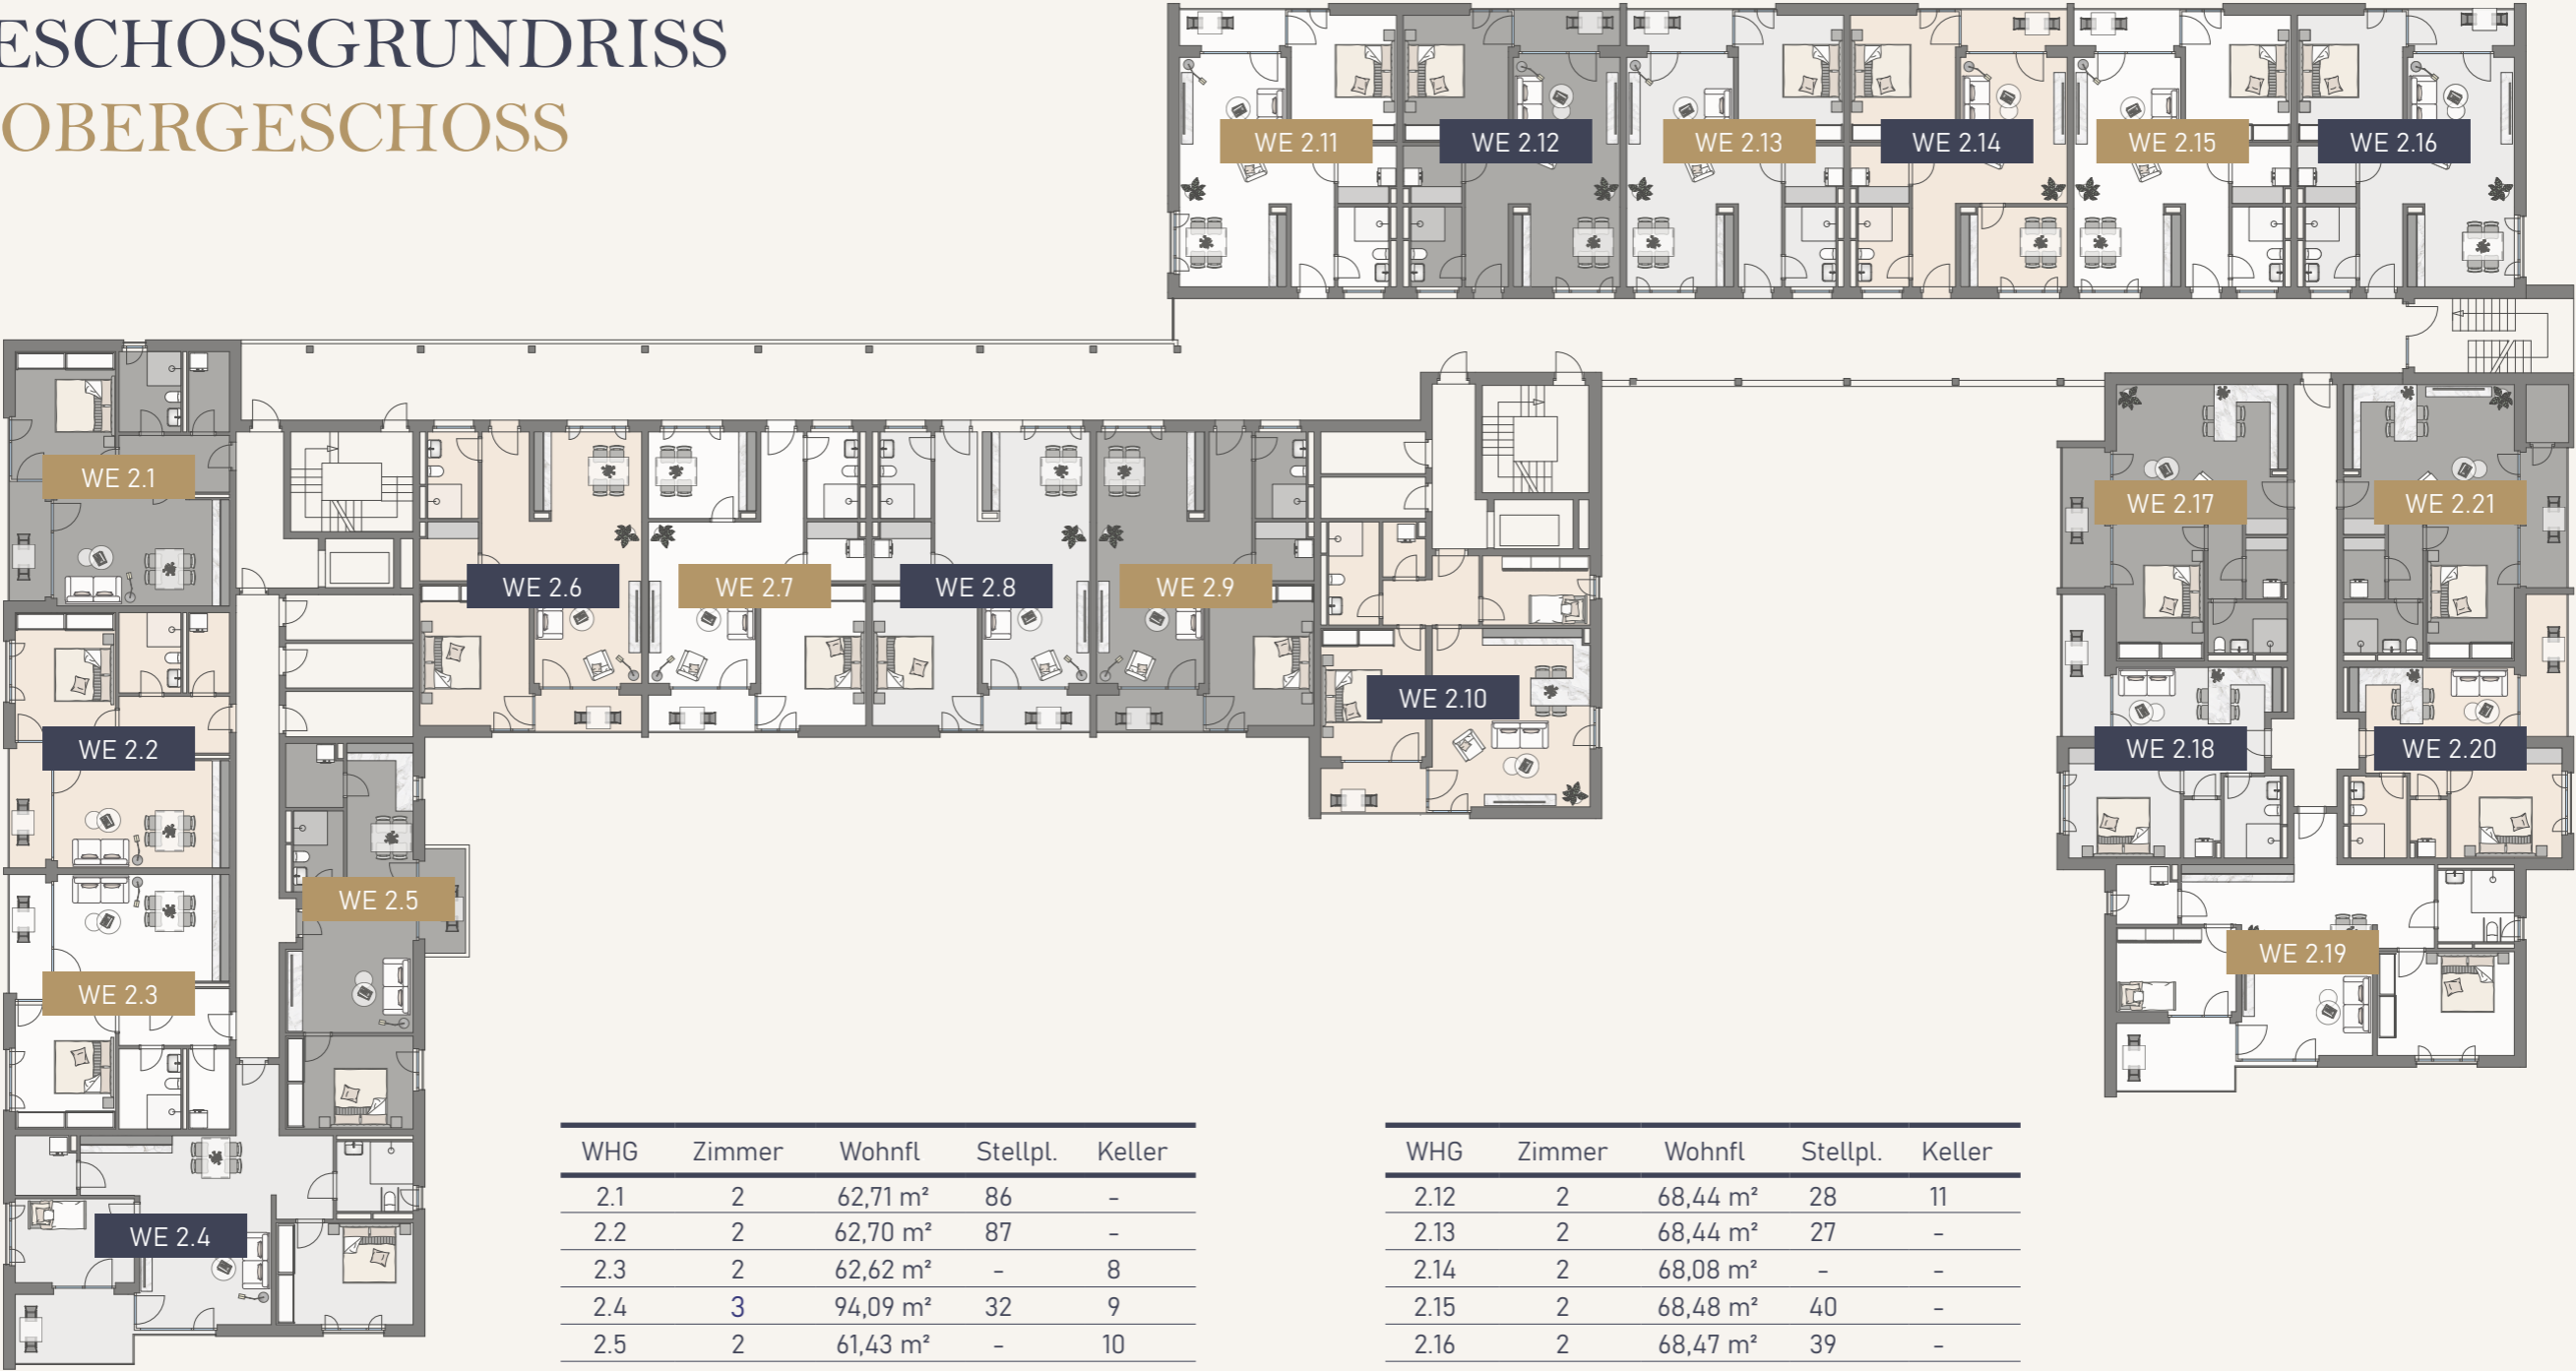 ESCHOSSGRUNDRISS
OBERGESCHOSS
WE 2.11
WE 2.12
WE 2.13
WE 2.14
WE 2.15
WE 2.16
WE 2.1
WE 2.17
WE 2.21
WE 2.6
WE 2.7
WE 2.8
WE 2.9
WE 2.10
WE 2.2
WE 2.18
WE 2.20
WE 2.5
WE 2.19
WE 2.3
WE 2.4
WHG Zimmer Wohnfl Stellpl. Keller
2.1 2 62,71 m² 86 -
2.2 2 62,70 m² 87 -
2.3 2 62,62 m² - 8
2.4 3 94,09 m² 32 9
2.5 2 61,43 m² - 10
WHG Zimmer Wohnfl Stellpl. Keller
2.12 2 68,44 m² 28 11
2.13 2 68,44 m² 27 -
2.14 2 68,08 m² - -
2.15 2 68,48 m² 40 -
2.16 2 68,47 m² 39 -